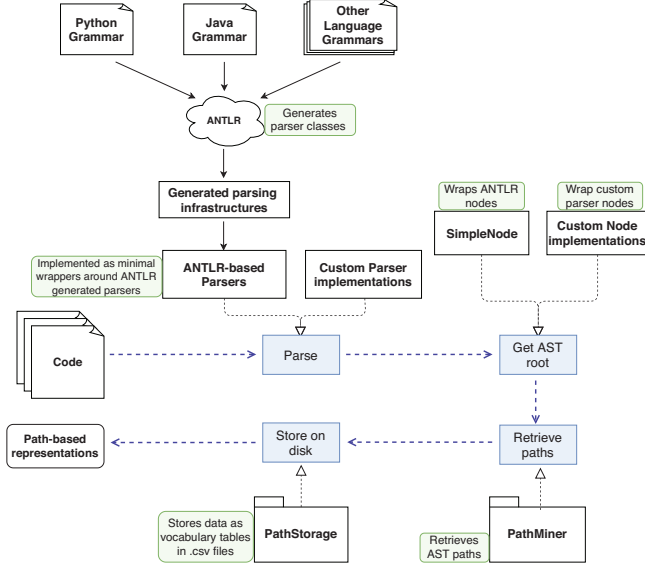 Python
Grammar
Java
Grammar
Other
Language
Grammars
ANTLR
Generates
parser classes
Generated parsing
infrastructures
Wraps ANTLR
nodes
Wrap custom
parser nodes
SimpleNode
Custom Node
implementations
Implemented as minimal
wrappers around ANTLR
generated parsers
ANTLR-based
Parsers
Custom Parser
implementations
Code
Parse
Get AST
root
Path-based
representations
Store on
disk
Retrieve
paths
Stores data as
vocabulary tables
in .csv files
PathStorage
Retrieves
AST paths
PathMiner